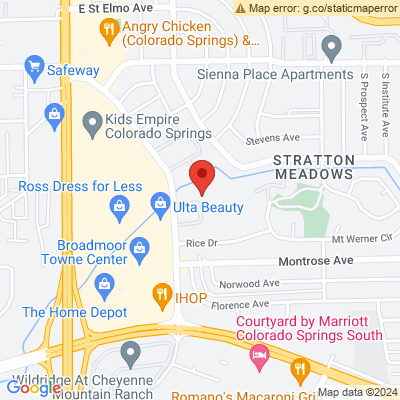 E St Elmo Ave
Map error: g.co/staticmaperror
Angry Chicken
(Colorado Springs) &...
Safeway
Sienna Place Apartments
S Prospect Ave
S Institute Ave
Kids Empire
Colorado Springs
Stevens Ave
STRATTON
MEADOWS
Ross Dress for Less
Ulta Beauty
Rice Dr
Mt Werner Cir
Broadmoor
Towne Center
Montrose Ave
Norwood Ave
IHOP
Florence Ave
The Home Depot
Courtyard by Marriott
Colorado Springs South
Wildridge At Cheyenne
Mountain Ranch
Romano's Macaroni Gri
Google
Map data ©2024